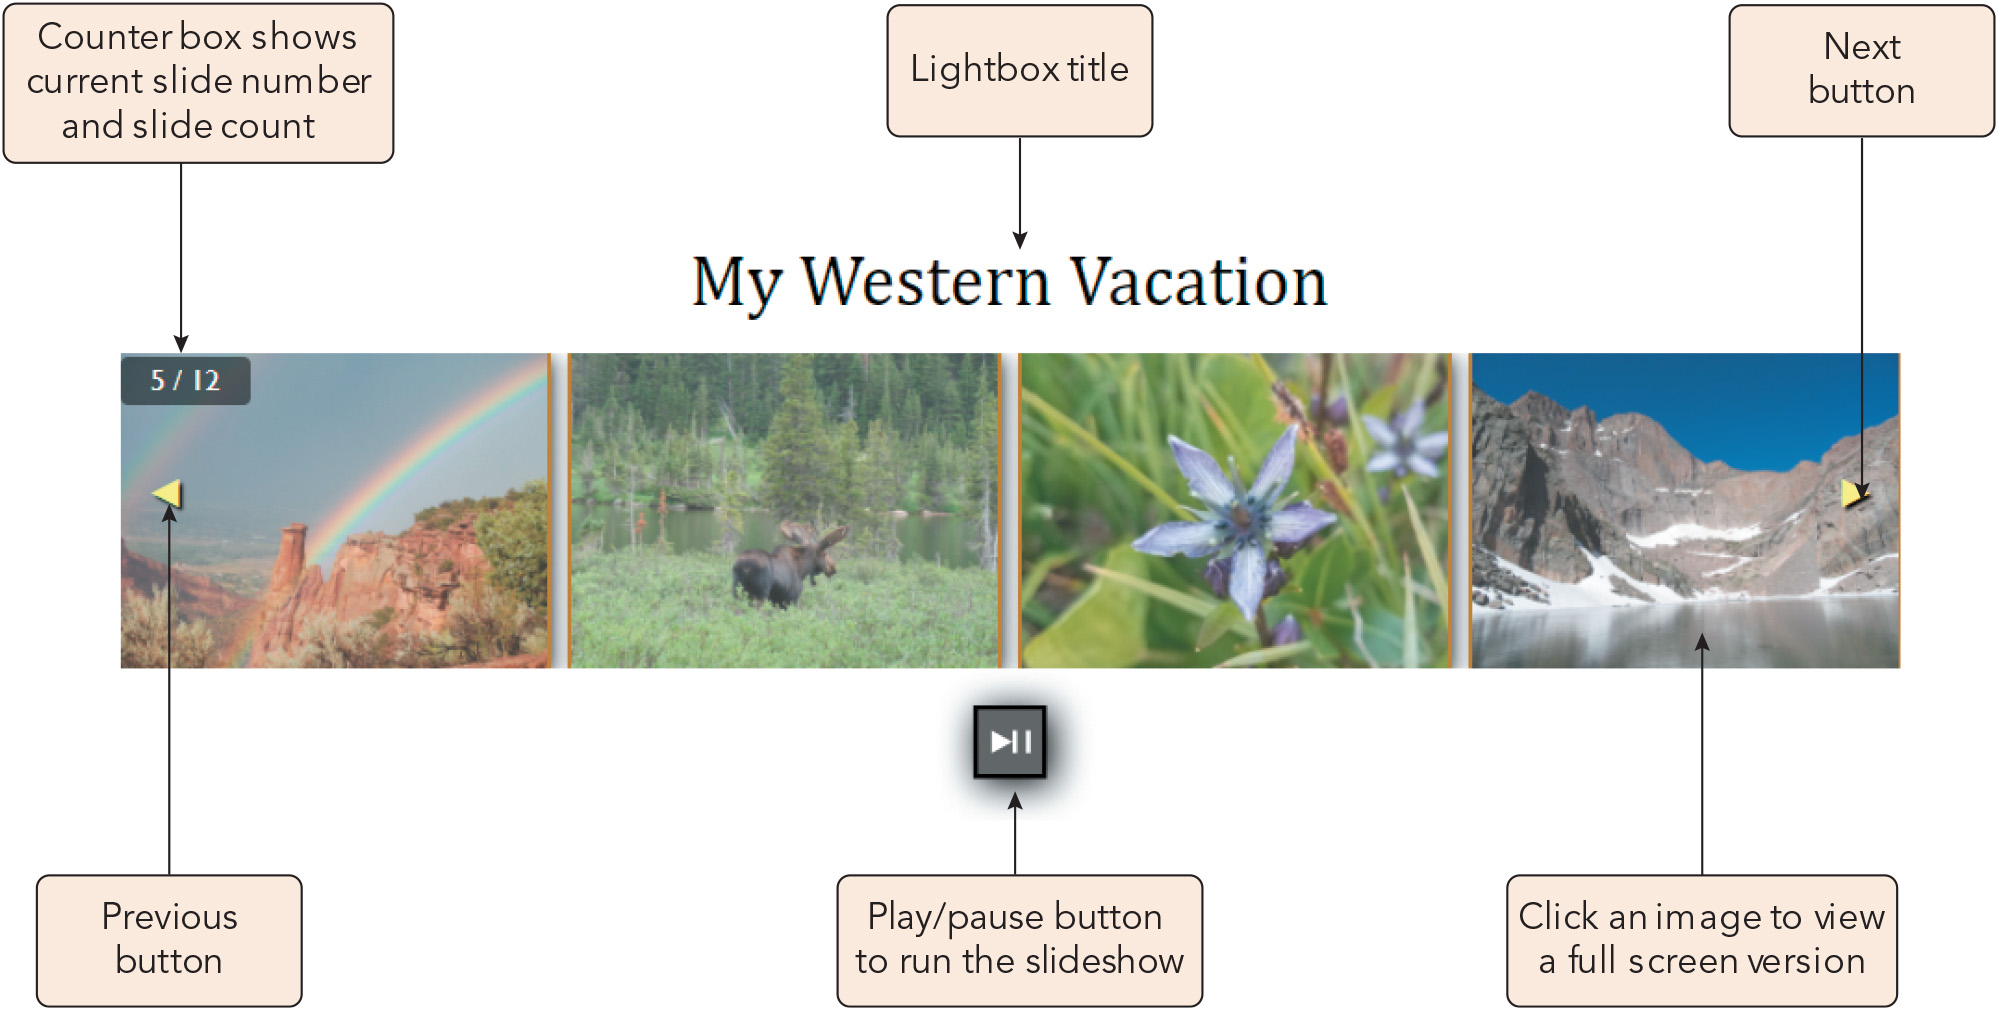 Counter box shows
current slide number
and slide count
Lightbox title
Next
button
My Western Vacation
5 / 12
Previous
button
Play/pause button
to run the slideshow
Click an image to view
a full screen version